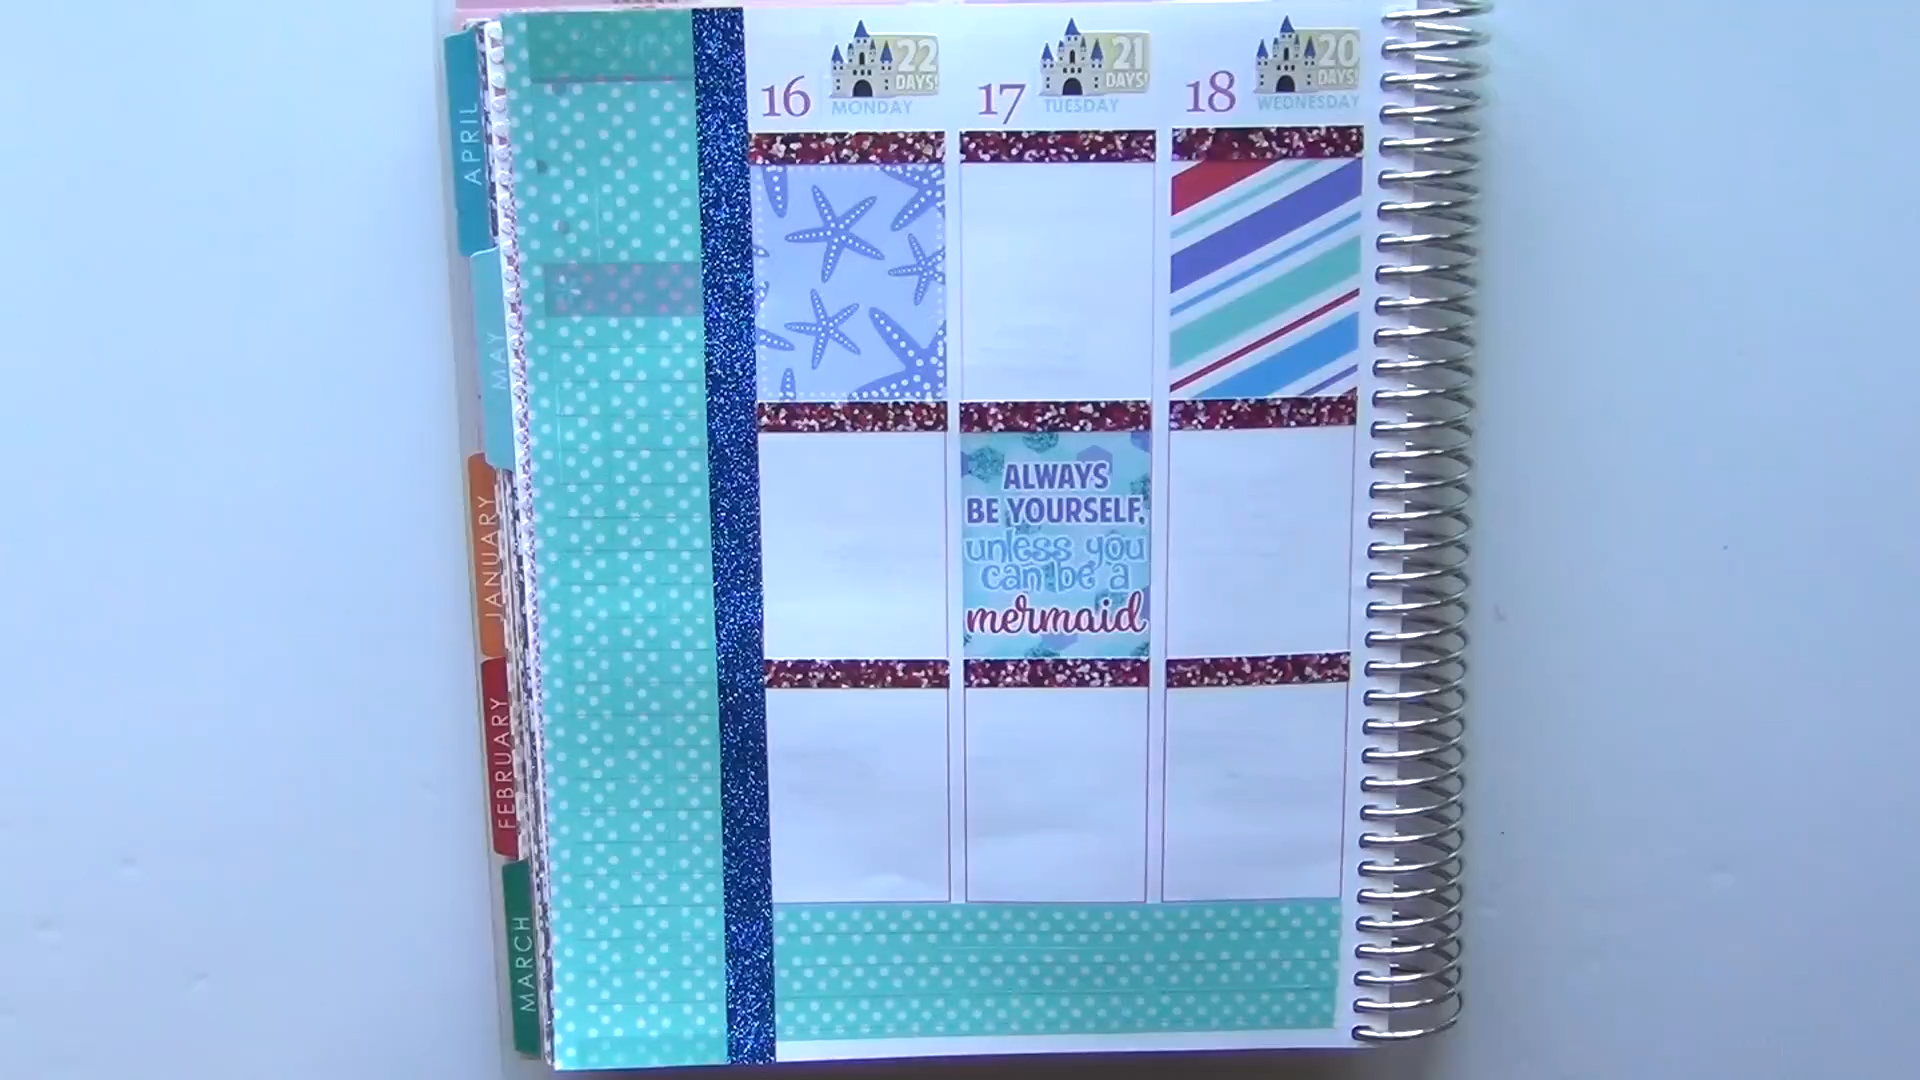 22
DAYS!
16
MONDAY
21
DAYS!
17
TUESDAY
20
DAYS!
18
WEDNESDAY
ALWAYS
BE YOURSELF,
unless you
can be a
mermaid
APRIL
MAY
JANUARY
FEBRUARY
MARCH